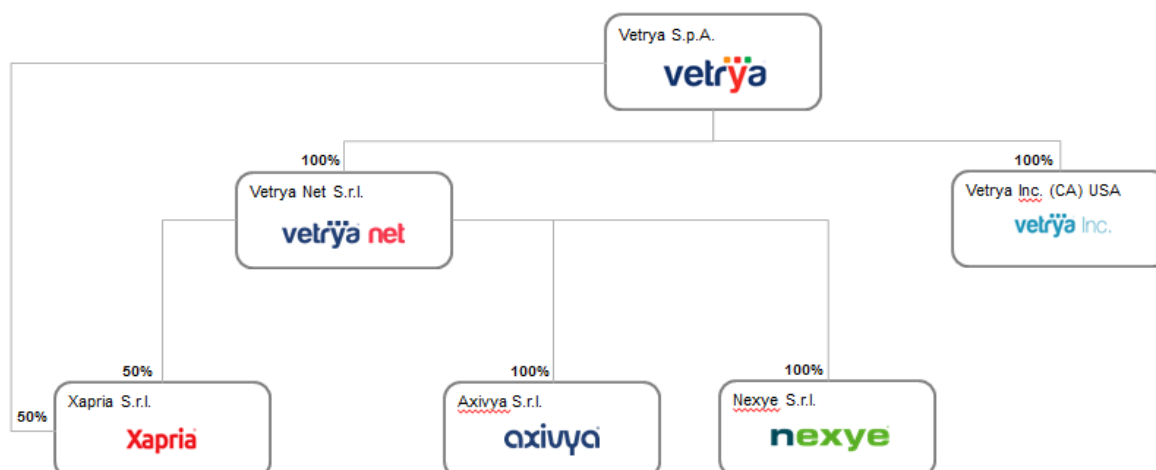 Vetrya S.p.A.
vetrya
100%
100%
Vetrya Net S.r.l.
vetrya net
Vetrya Inc. (CA) USA
vetrya Inc.
50%
100%
100%
50%
Xapria S.r.l.
Xapria
Axivya S.r.l.
axivya
Nexye S.r.l.
nexye